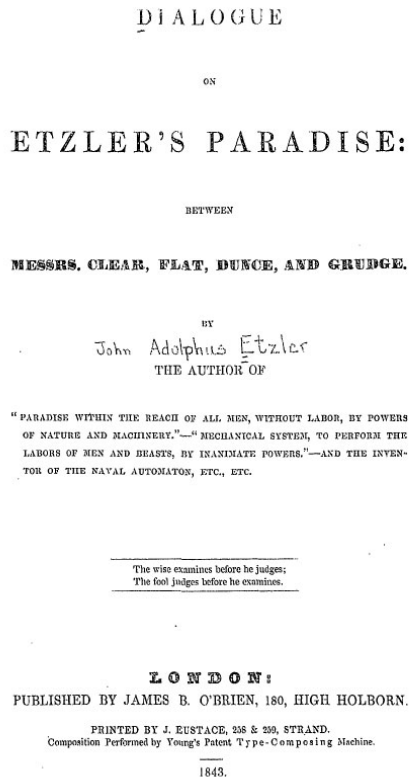 DIALOGUE
ON
ETZLER'S PARADISE:
BETWEEN
MESSRS. CLEAR, FLAT, DUNCE, AND GRUDGE.
BY
John Adolphus Etzler
THE AUTHOR OF
"PARADISE WITHIN THE REACH OF ALL MEN, WITHOUT LABOR, BY POWERS
OF NATURE AND MACHINERY."—"MECHANICAL SYSTEM, TO PERFORM THE
LABORS OF MEN AND BEASTS, BY INANIMATE POWERS."—AND THE INVEN-
TOR OF THE NAVAL AUTOMATON, ETC., ETC.
The wise examines before he judges;
The fool judges before he examines.
LONDON:
PUBLISHED BY JAMES B. O'BRIEN, 180, HIGH HOLBORN.
PRINTED BY J. EUSTACE, 258 & 259, STRAND.
Composition Performed by Young's Patent Type-Composing Machine.
1843.